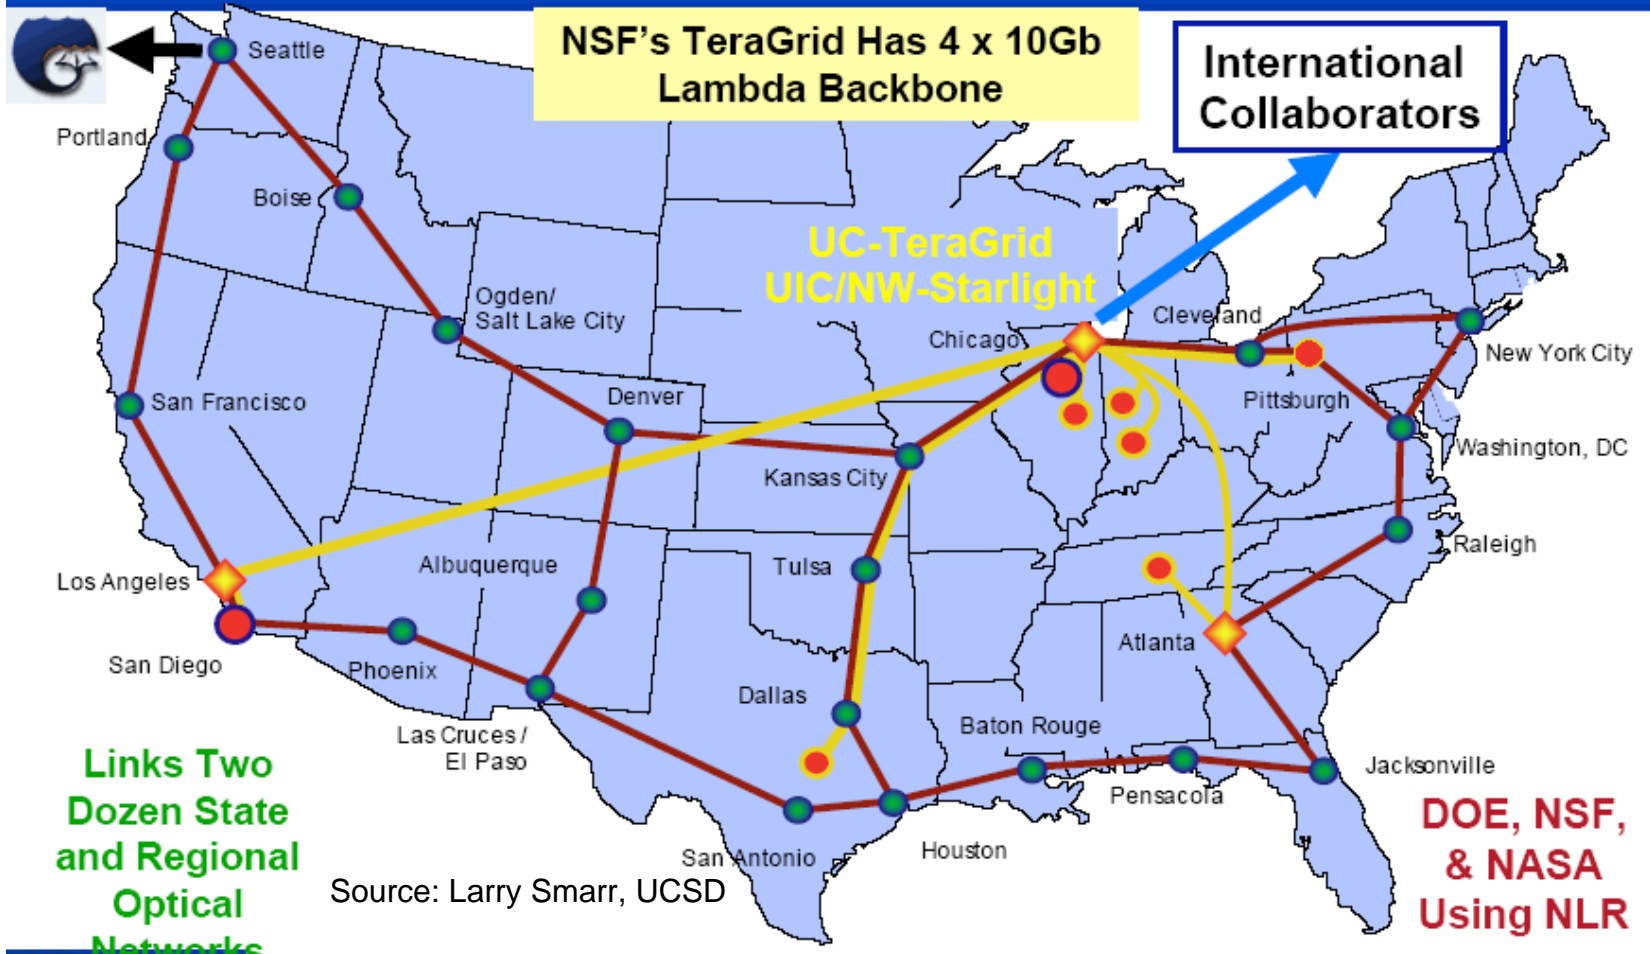 NSF's TeraGrid Has 4 x 10Gb
Lambda Backbone
International
Collaborators
Seattle
Portland
Boise
UC-TeraGrid
UIC/NW-Starlight
Ogden/
Salt Lake City
Cleveland
Chicago
New York City
San Francisco
Denver
Pittsburgh
Washington, DC
Kansas City
Raleigh
Albuquerque
Tulsa
Los Angeles
Atlanta
San Diego
Phoenix
Dallas
Baton Rouge
Las Cruces /
El Paso
Jacksonville
Pensacola
Houston
San Antonio
Links Two
Dozen State
and Regional
Optical
Networks
Source: Larry Smarr, UCSD
DOE, NSF,
& NASA
Using NLR